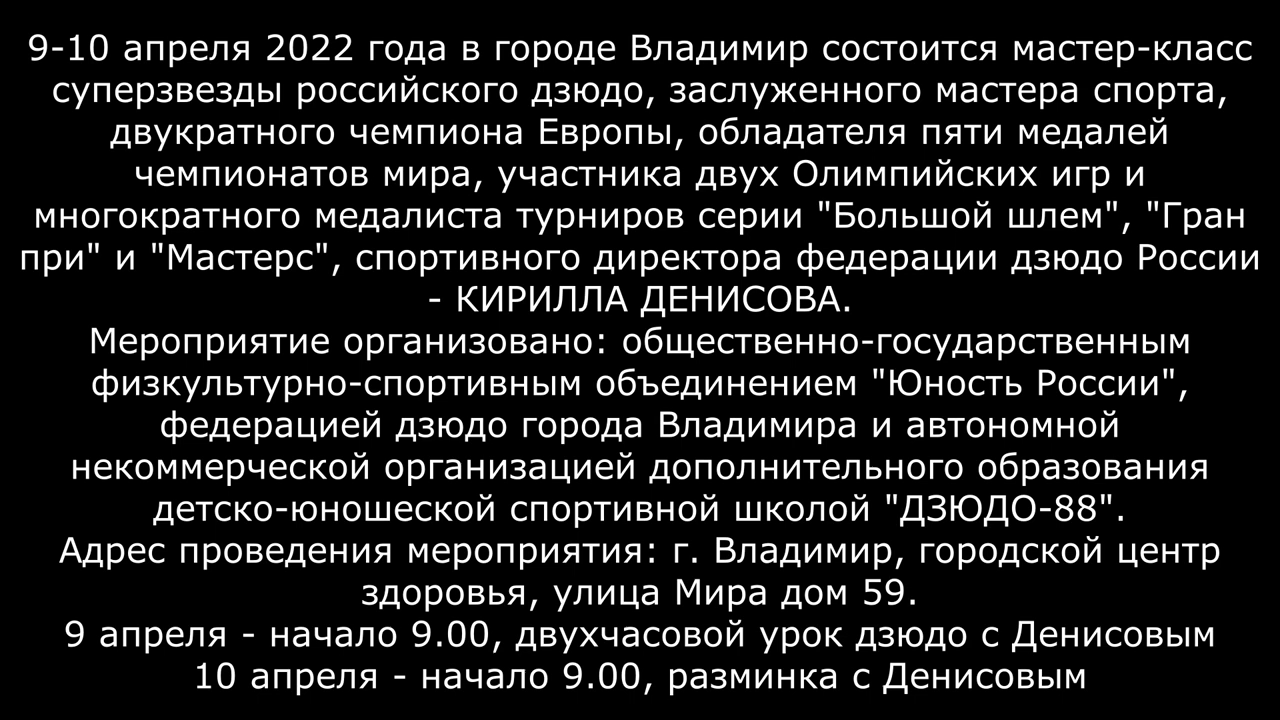 9-10 апреля 2022 года в городе Владимир состоится мастер-класс
суперзвезды российского дзюдо, заслуженного мастера спорта,
двукратного чемпиона Европы, обладателя пяти медалей
чемпионатов мира, участника двух Олимпийских игр и
многократного медалиста турниров серии "Большой шлем", "Гран
при" и "Мастерс", спортивного директора федерации дзюдо России
- КИРИЛЛА ДЕНИСОВА.
Мероприятие организовано: общественно-государственным
физкультурно-спортивным объединением "Юность России",
федерацией дзюдо города Владимира и автономной
некоммерческой организацией дополнительного образования
детско-юношеской спортивной школой "ДЗЮДО-88".
Адрес проведения мероприятия: г. Владимир, городской центр
здоровья, улица Мира дом 59.
9 апреля - начало 9.00, двухчасовой урок дзюдо с Денисовым
10 апреля - начало 9.00, разминка с Денисовым